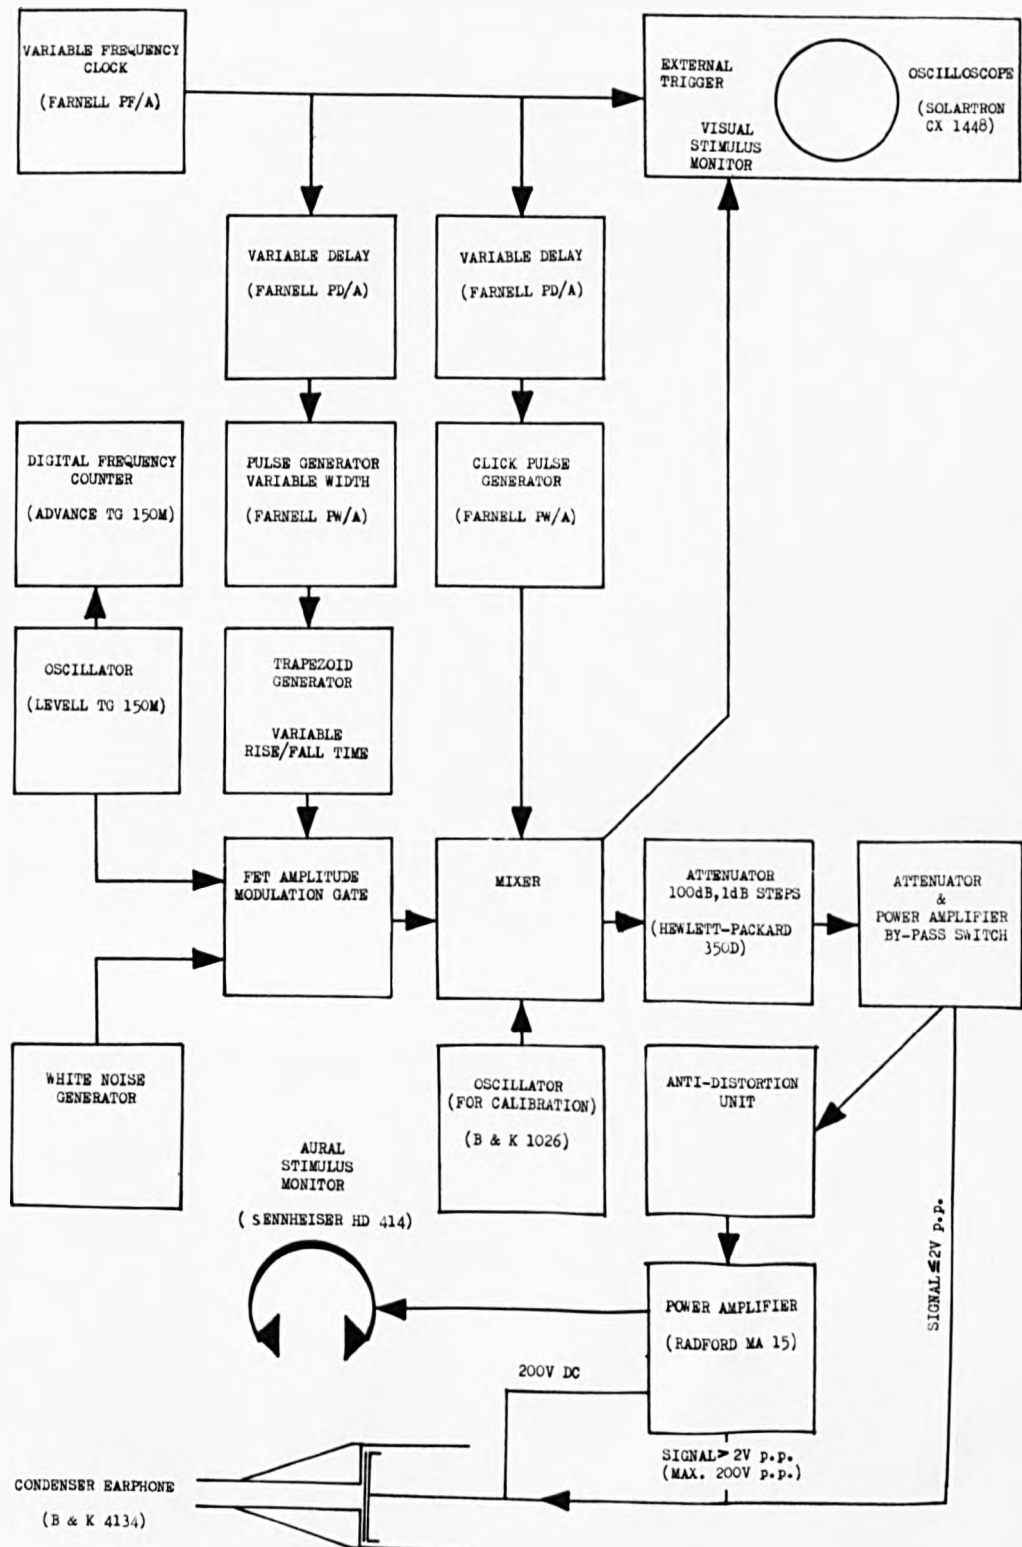 VARIABLE FREQUENCY
CLOCK
(FARNELL PF/A)
EXTERNAL
TRIGGER
VISUAL
STIMULUS
MONITOR
OSCILLOSCOPE
(SOLARTRON
CX 1448)
VARIABLE DELAY
(FARNELL PD/A)
VARIABLE DELAY
(FARNELL PD/A)
DIGITAL FREQUENCY
COUNTER
(ADVANCE TG 150M)
PULSE GENERATOR
VARIABLE WIDTH
(FARNELL PW/A)
CLICK PULSE
GENERATOR
(FARNELL PW/A)
OSCILLATOR
(LEVELL TG 150M)
TRAPEZOID
GENERATOR
VARIABLE
RISE/FALL TIME
FET AMPLITUDE
MODULATION GATE
MIXER
ATTENUATOR
100dB,1dB STEPS
(HEWLETT-PACKARD
350D)
ATTENUATOR
&
POWER AMPLIFIER
BY-PASS SWITCH
WHITE NOISE
GENERATOR
OSCILLATOR
(FOR CALIBRATION)
(B & K 1026)
ANTI-DISTORTION
UNIT
AURAL
STIMULUS
MONITOR
( SENNHEISER HD 414)
SIGNAL≤2V p.p.
POWER AMPLIFIER
(RADFORD MA 15)
200V DC
SIGNAL> 2V p.p.
(MAX. 200V p.p.)
CONDENSER EARPHONE
(B & K 4134)